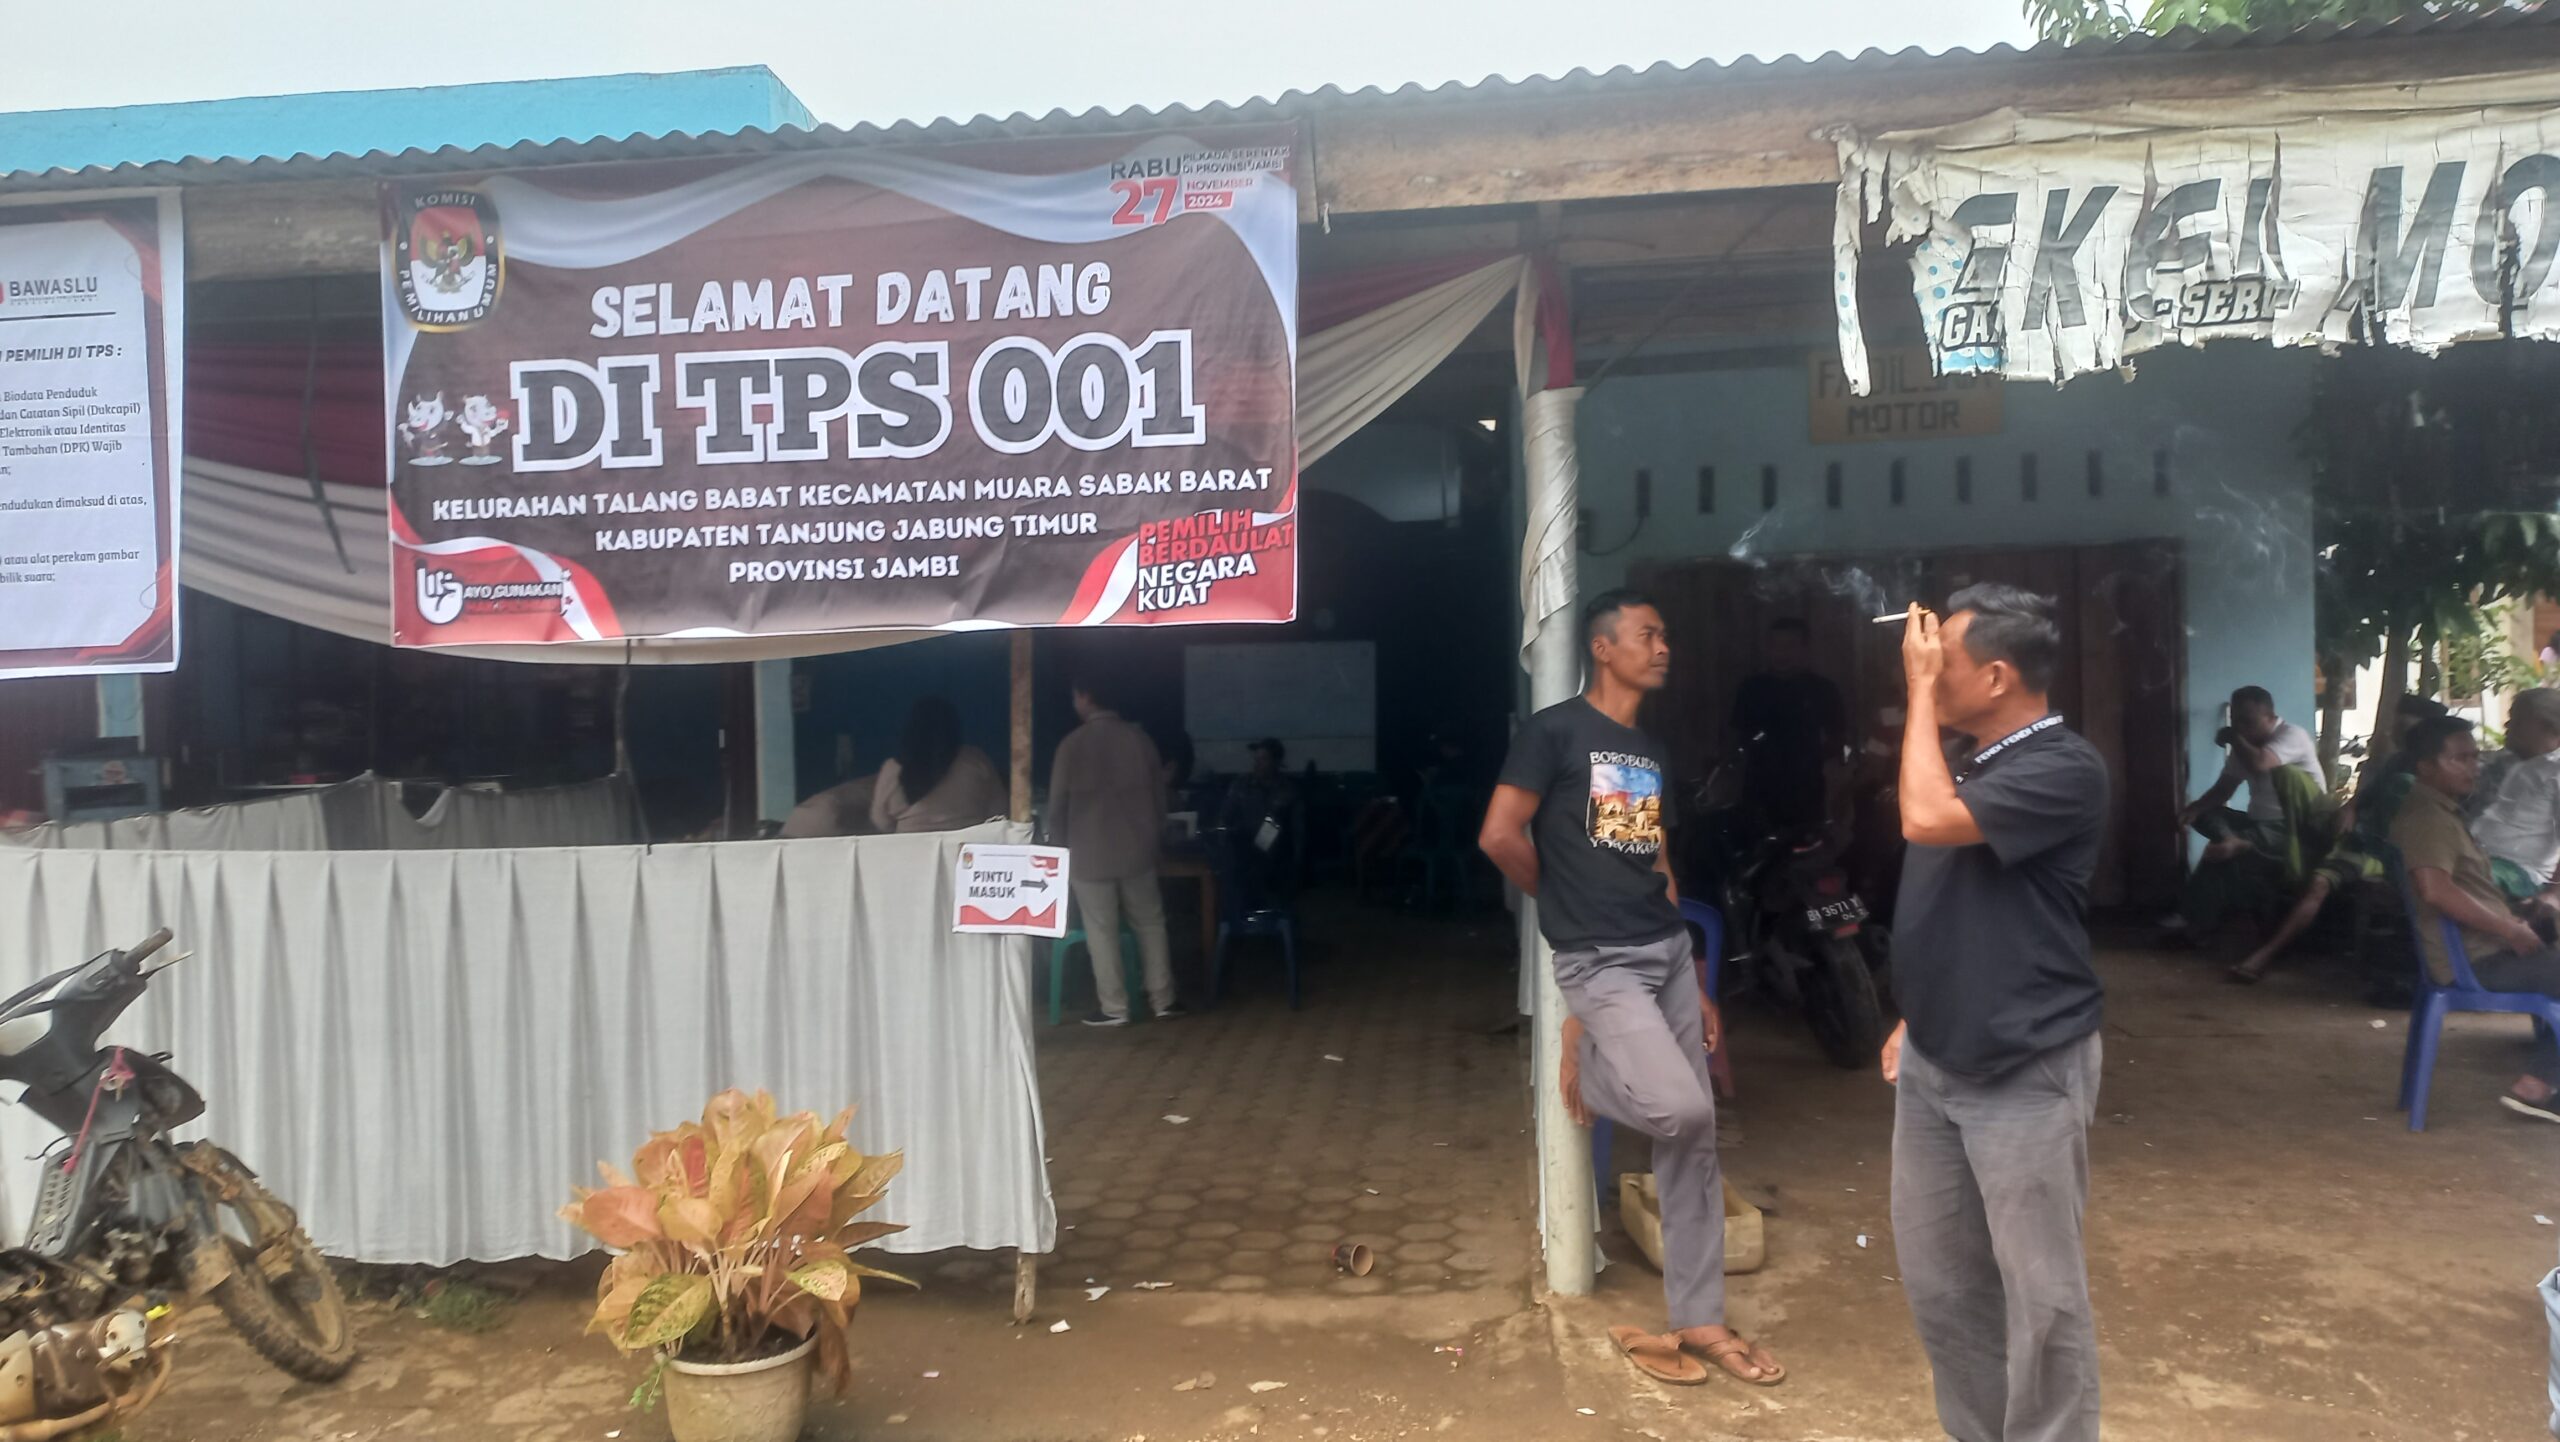 BAWASLU
PEMILIH DI TPS :
Biodata Penduduk
dan Catatan Sipil (Dukcapil)
Elektronik atau Identitas
Tambahan (DPK) Wajib
ndudukan dimaksud di atas,
atau alat perekam gambar
bilik suara;
KOMISI
PEMILIHAN UMUM
RABU
27
PILKADA SERENTAK
DI PROVINSI JAMBI
NOVEMBER
2024
SELAMAT DATANG
DI TPS 001
KELURAHAN TALANG BABAT KECAMATAN MUARA SABAK BARAT
KABUPATEN TANJUNG JABUNG TIMUR
PROVINSI JAMBI
AYO, GUNAKAN
PEMILIH
BERDAULAT
NEGARA
KUAT
PINTU
MASUK
MOTOR
BOROBUDUR
FENDI FENDI